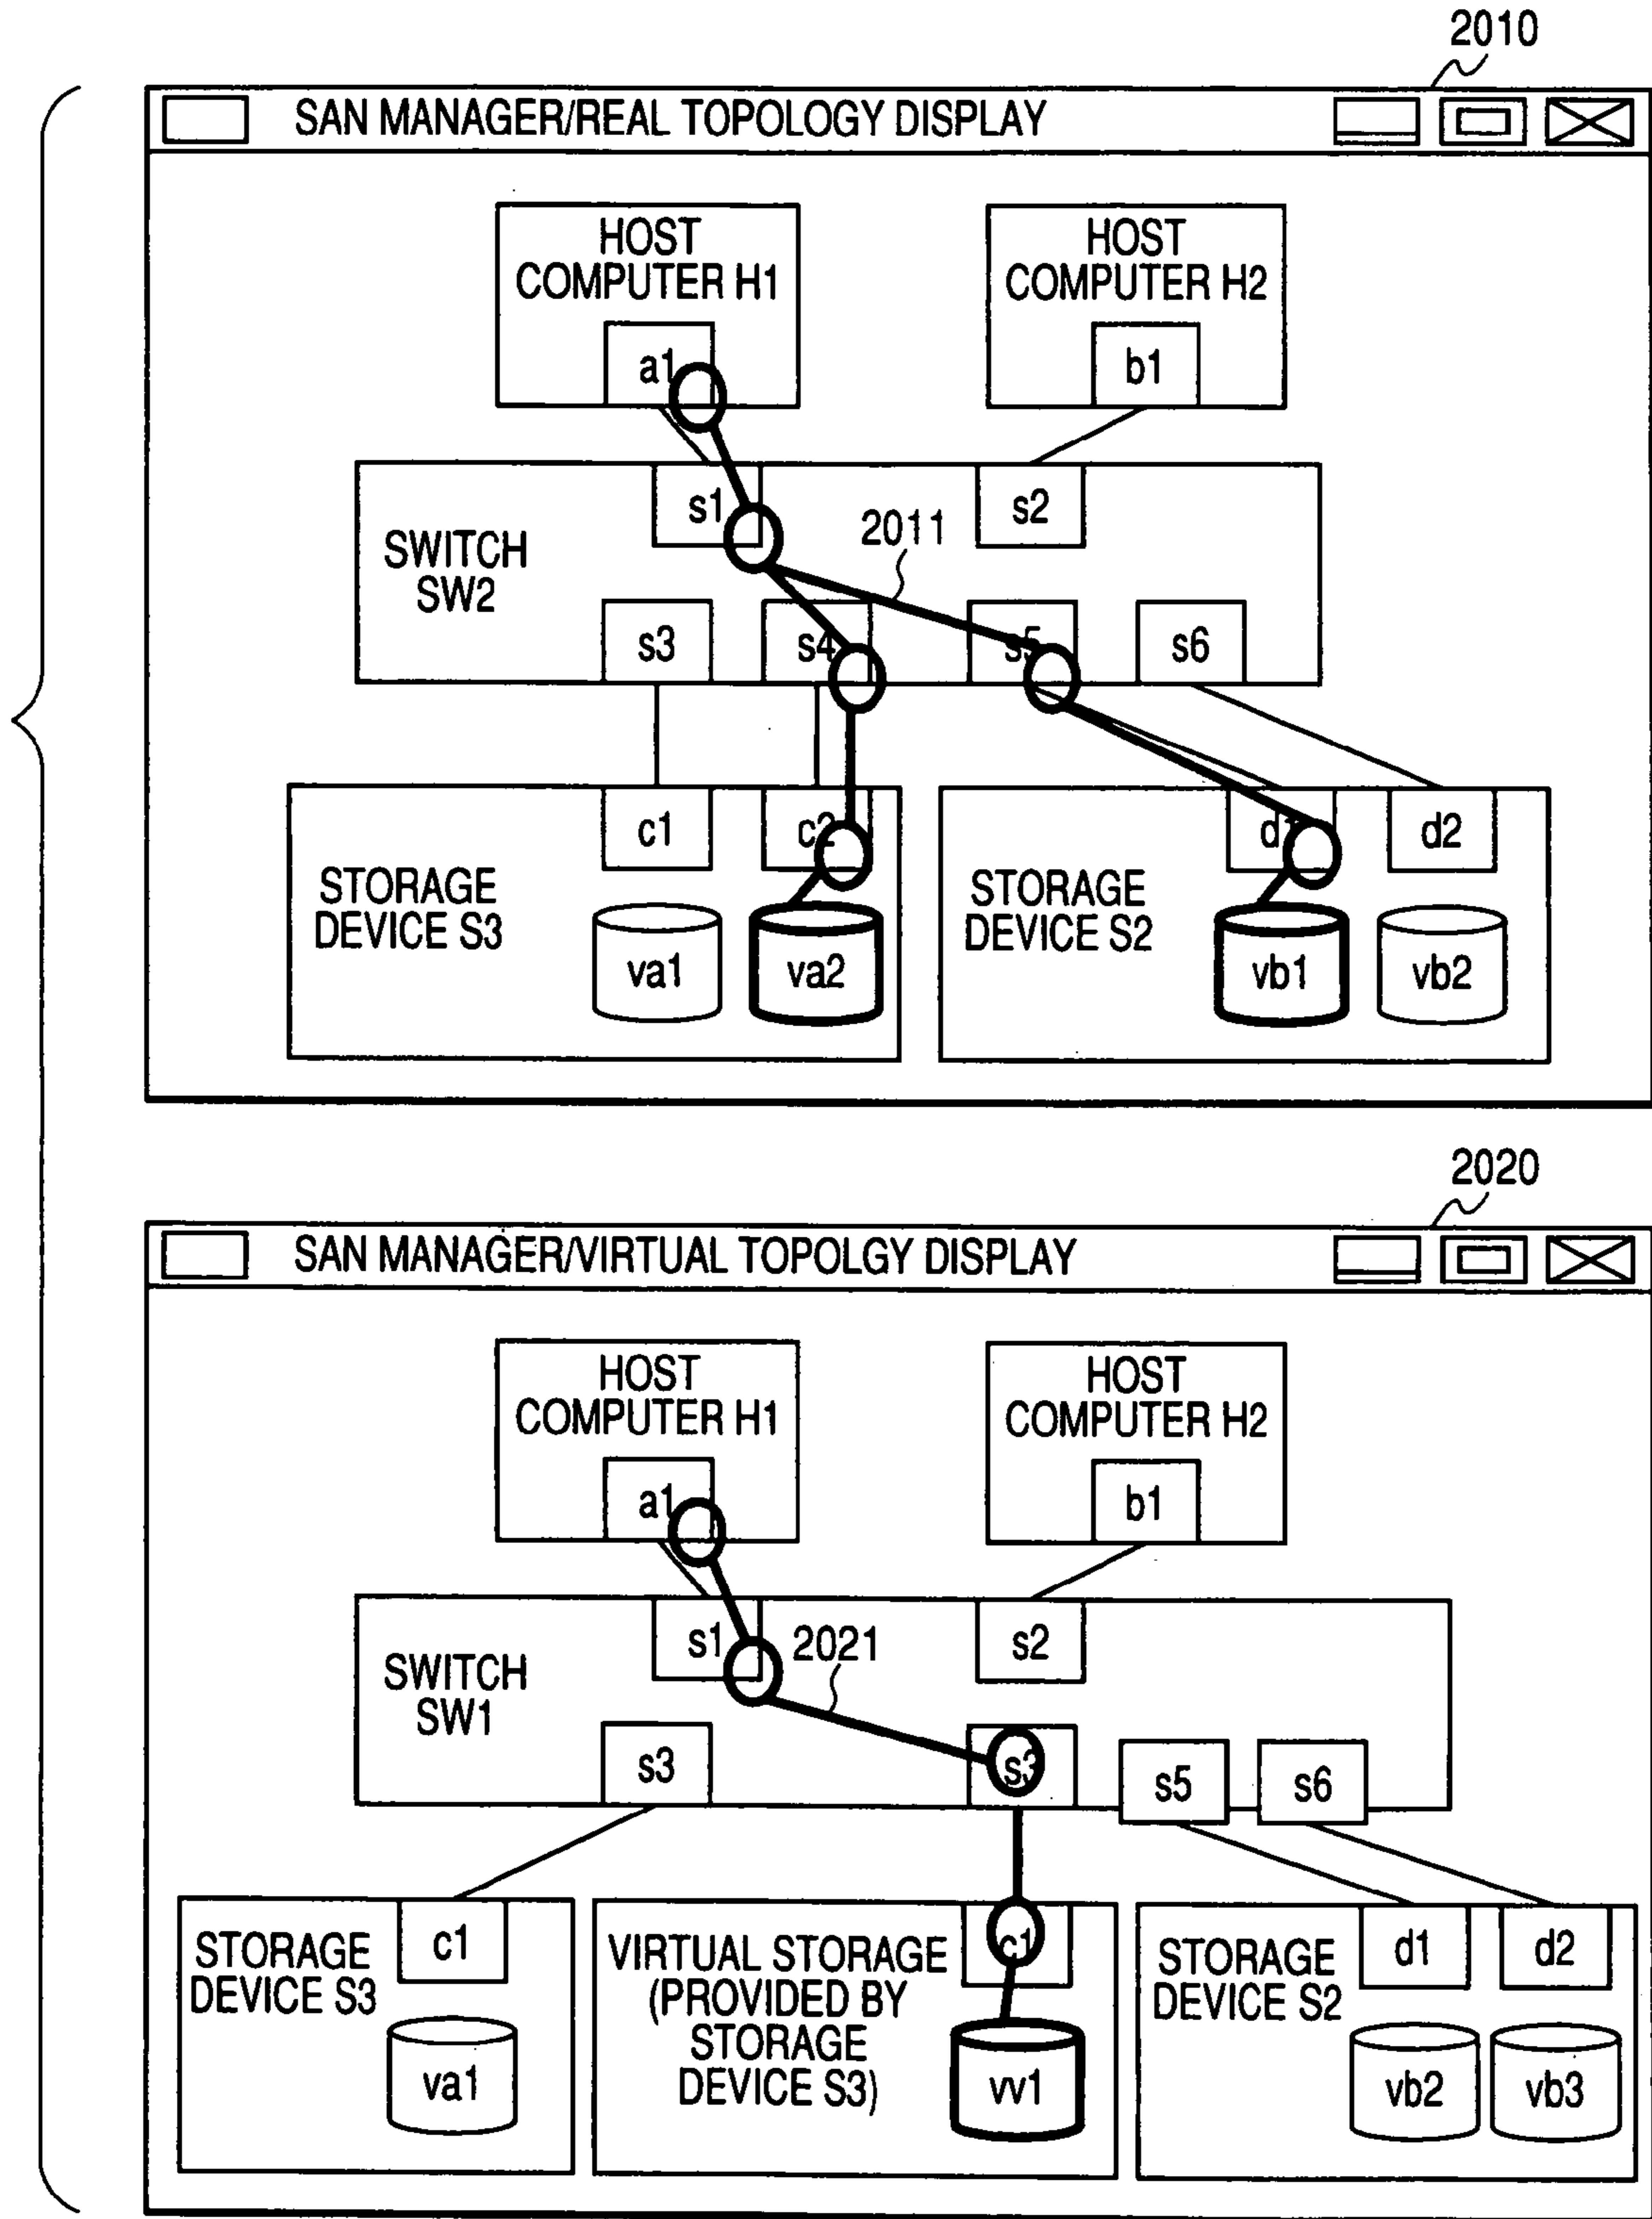 2010
SAN MANAGER/REAL TOPOLOGY DISPLAY
HOST
COMPUTER H1
a1
HOST
COMPUTER H2
b1
SWITCH
SW2
s1
2011
s2
s3
s4
s5
s6
STORAGE
DEVICE S3
c1
c2
va1
va2
STORAGE
DEVICE S2
d1
d2
vb1
vb2
2020
SAN MANAGER/VIRTUAL TOPOLGY DISPLAY
HOST
COMPUTER H1
a1
HOST
COMPUTER H2
b1
SWITCH
SW1
s1
2021
s2
s3
s3
s5
s6
STORAGE
DEVICE S3
c1
va1
VIRTUAL STORAGE
(PROVIDED BY
STORAGE
DEVICE S3)
c1
vv1
STORAGE
DEVICE S2
d1
d2
vb2
vb3